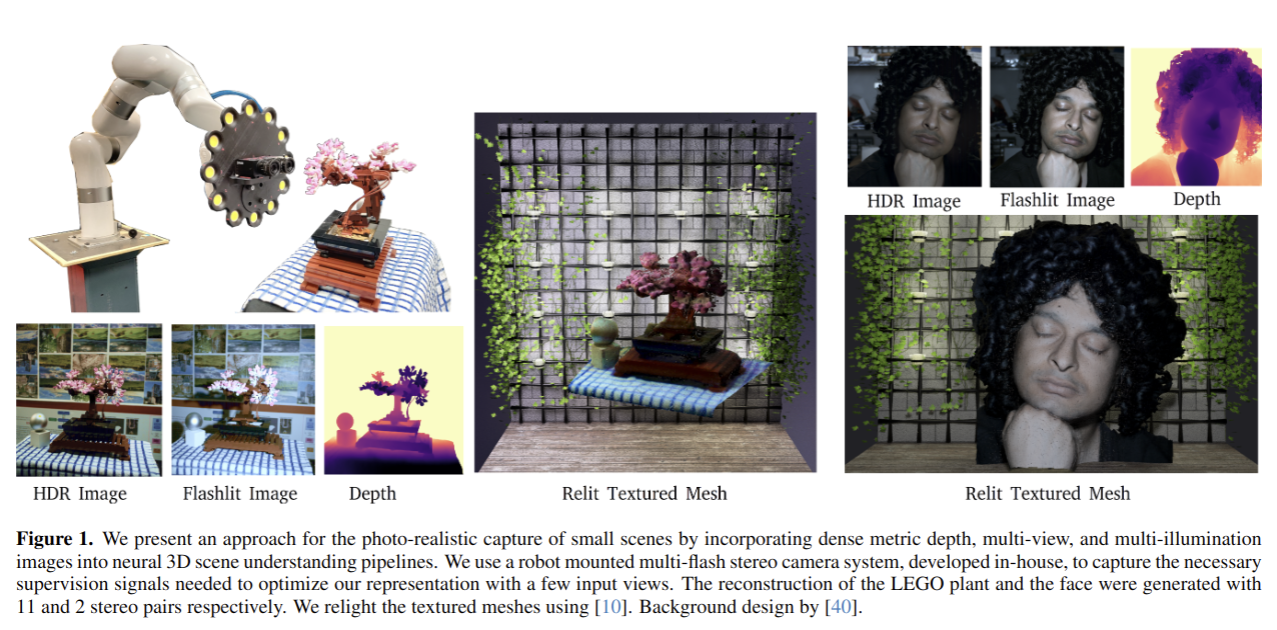 HDR Image
Flashlit Image
Depth
HDR Image
Flashlit Image
Depth
Relit Textured Mesh
Relit Textured Mesh
Figure 1. We present an approach for the photo-realistic capture of small scenes by incorporating dense metric depth, multi-view, and multi-illumination
images into neural 3D scene understanding pipelines. We use a robot mounted multi-flash stereo camera system, developed in-house, to capture the necessary
supervision signals needed to optimize our representation with a few input views. The reconstruction of the LEGO plant and the face were generated with
11 and 2 stereo pairs respectively. We relight the textured meshes using [10]. Background design by [40].